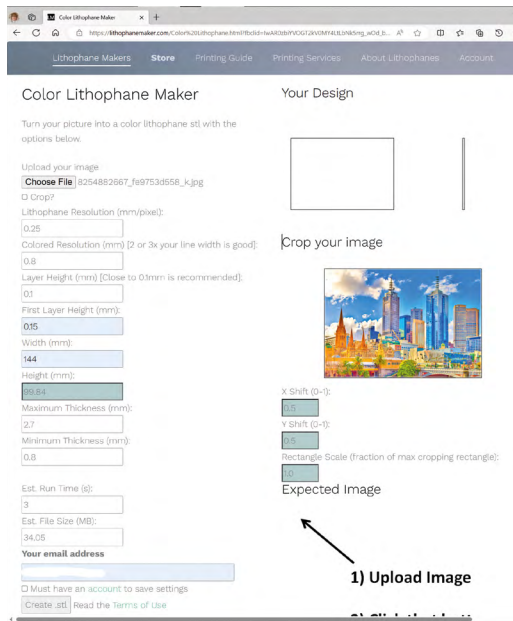 Color Lithophane Maker
https://lithophanemaker.com/Color%20Lithophane.html?fbclid=
Lithophane Makers Store Printing Guide Printing Services About Lithophanes Account
Color Lithophane Maker
Turn your picture into a color lithophane stl with the
options below.
Upload your image
Choose File 8254882667_fe9753d558_k.jpg
Crop?
Lithophane Resolution (mm/pixel):
0.25
Colored Resolution (mm) [2 or 3x your line width is good]:
0.8
Layer Height (mm) [Close to 0.1mm is recommended]:
0.1
First Layer Height (mm):
0.15
Width (mm):
144
Height (mm):
99.84
Maximum Thickness (mm):
2.7
Minimum Thickness (mm):
0.8
Est. Run Time (s):
3
Est. File Size (MB):
34.05
Your email address
Must have an account to save settings
Create .stl Read the Terms of Use
Your Design
Crop your image
X Shift (0-1):
0.5
Y Shift (0-1):
0.5
Rectangle Scale (fraction of max cropping rectangle):
1.0
Expected Image
1) Upload Image